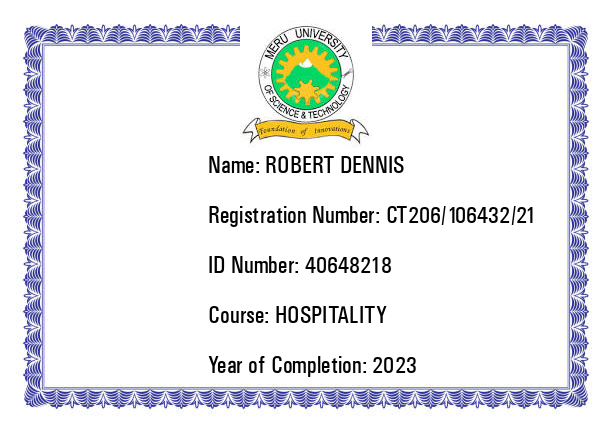 MERU UNIVERSITY
OF SCIENCE & TECHNOLOGY
Foundation of Innovations
Name: ROBERT DENNIS
Registration Number: CT206/106432/21
ID Number: 40648218
Course: HOSPITALITY
Year of Completion: 2023